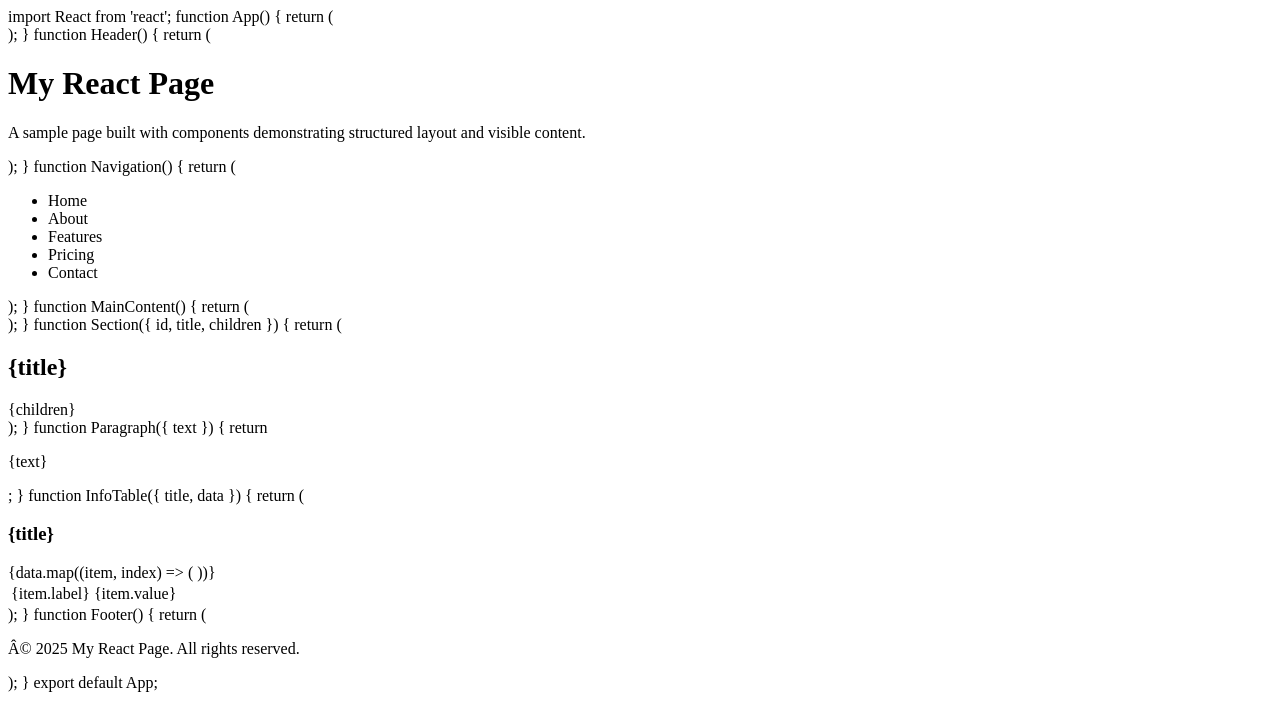 import React from 'react'; function App() { return (
); } function Header() { return (
My React Page
A sample page built with components demonstrating structured layout and visible content.
); } function Navigation() { return (
Home
About
Features
Pricing
Contact
); } function MainContent() { return (
); } function Section({ id, title, children }) { return (
{title}
{children}
); } function Paragraph({ text }) { return
{text}
; } function InfoTable({ title, data }) { return (
{title}
{data.map((item, index) => ( ))}
{item.label} {item.value}
); } function Footer() { return (
Â© 2025 My React Page. All rights reserved.
); } export default App;